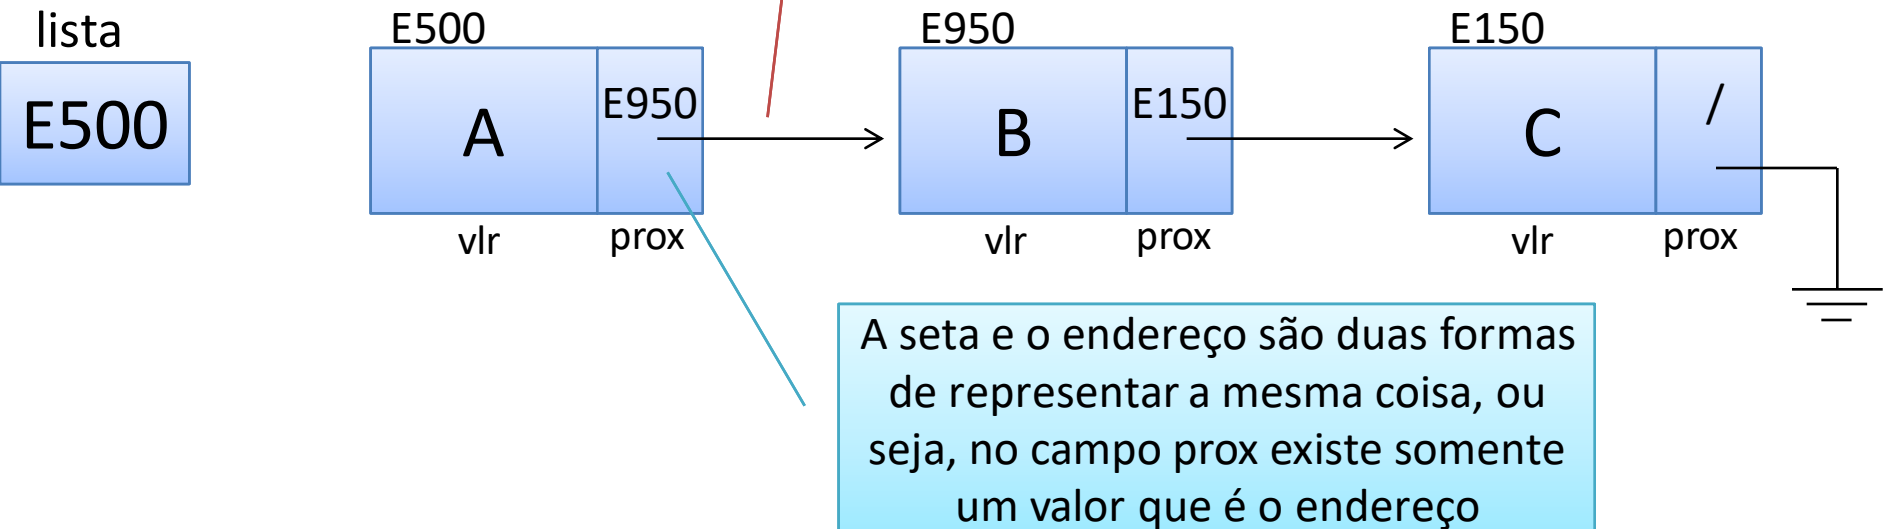 lista
E500
E500
A
E950
vlr
prox
E950
B
E150
vlr
prox
E150
C
/
vlr
prox
A seta e o endereço são duas formas
de representar a mesma coisa, ou
seja, no campo prox existe somente
um valor que é o endereço